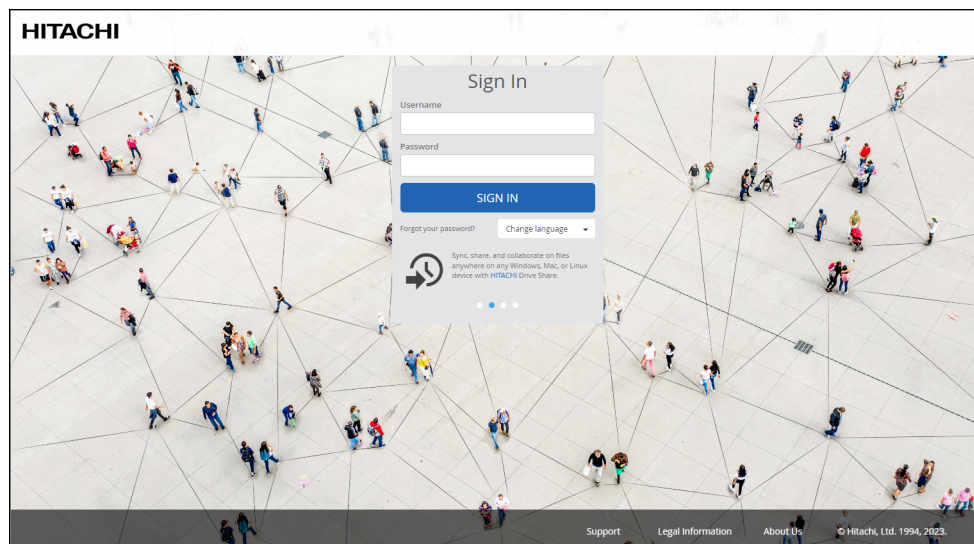 HITACHI
Sign In
Username
Password
SIGN IN
Forgot your password?
Change language
Sync, share, and collaborate on files
anywhere on any Windows, Mac, or Linux
device with HITACHI Drive Share.
Support
Legal Information
About Us
© Hitachi, Ltd. 1994, 2023.